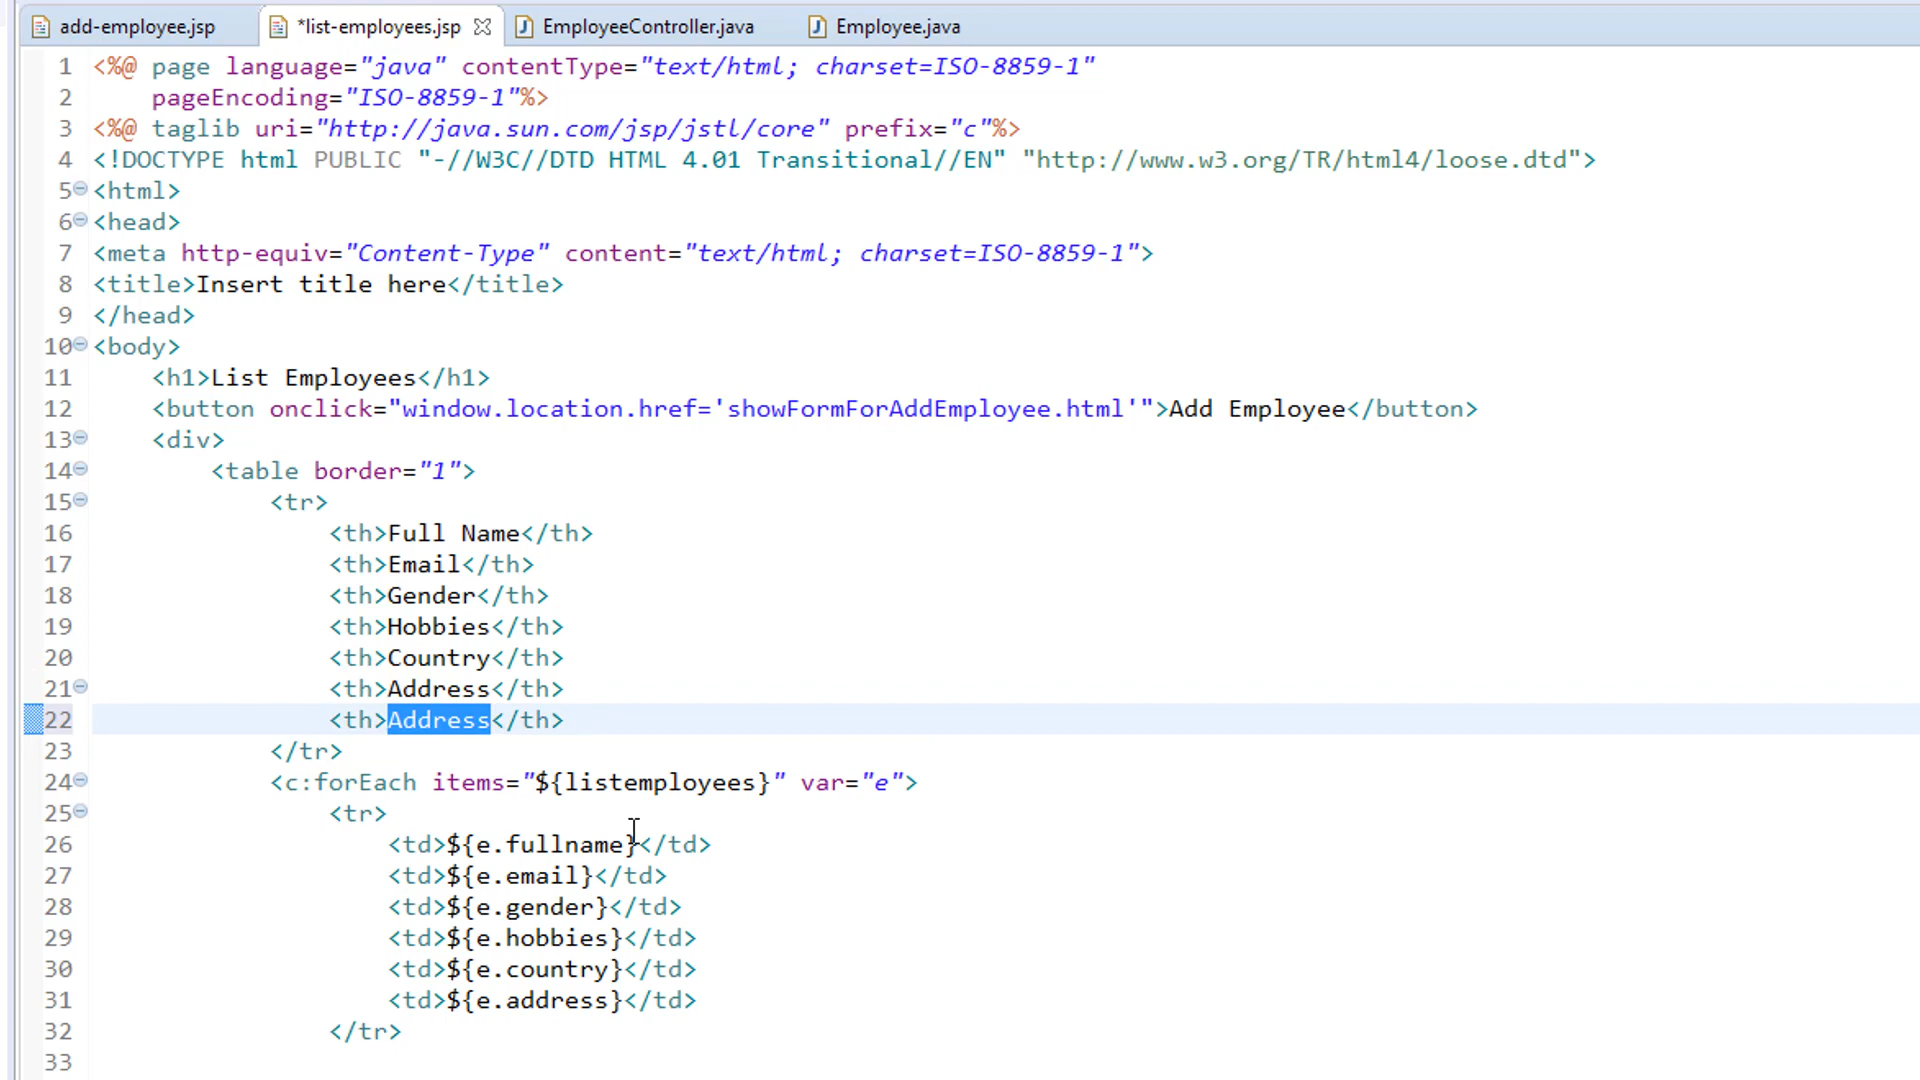 add-employee.jsp *list-employees.jsp EmployeeController.java Employee.java
1 <%@ page language="java" contentType="text/html; charset=ISO-8859-1"
2 pageEncoding="ISO-8859-1"%>
3 <%@ taglib uri="http://java.sun.com/jsp/jstl/core" prefix="c"%>
4 <!DOCTYPE html PUBLIC "-//W3C//DTD HTML 4.01 Transitional//EN" "http://www.w3.org/TR/html4/loose.dtd">
5 <html>
6 <head>
7 <meta http-equiv="Content-Type" content="text/html; charset=ISO-8859-1">
8 <title>Insert title here</title>
9 </head>
10 <body>
11 <h1>List Employees</h1>
12 <button onclick="window.location.href='showFormForAddEmployee.html'">Add Employee</button>
13 <div>
14 <table border="1">
15 <tr>
16 <th>Full Name</th>
17 <th>Email</th>
18 <th>Gender</th>
19 <th>Hobbies</th>
20 <th>Country</th>
21 <th>Address</th>
22 <th>Address</th>
23 </tr>
24 <c:forEach items="${listemployees}" var="e">
25 <tr>
26 <td>${e.fullname}</td>
27 <td>${e.email}</td>
28 <td>${e.gender}</td>
29 <td>${e.hobbies}</td>
30 <td>${e.country}</td>
31 <td>${e.address}</td>
32 </tr>
33